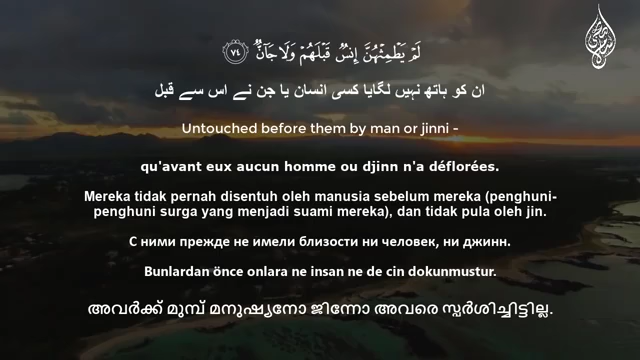 لَمْ يَطْمِثْهُنَّ إِنسٌ قَبْلَهُمْ وَلَا جَآنٌّ ﴿٧٤﴾
ان کو ہاتھ نہیں لگایا کسی انسان یا جن نے اس سے قبل
Untouched before them by man or jinni -
qu'avant eux aucun homme ou djinn n'a déflorées.
Mereka tidak pernah disentuh oleh manusia sebelum mereka (penghuni-
penghuni surga yang menjadi suami mereka), dan tidak pula oleh jin.
С ними прежде не имели близости ни человек, ни джинн.
Bunlardan önce onlara ne insan ne de cin dokunmustur.
അവർക്ക് മുമ്പ് മനുഷ്യനോ ജിന്നോ അവരെ സ്പർശിച്ചിട്ടില്ല.